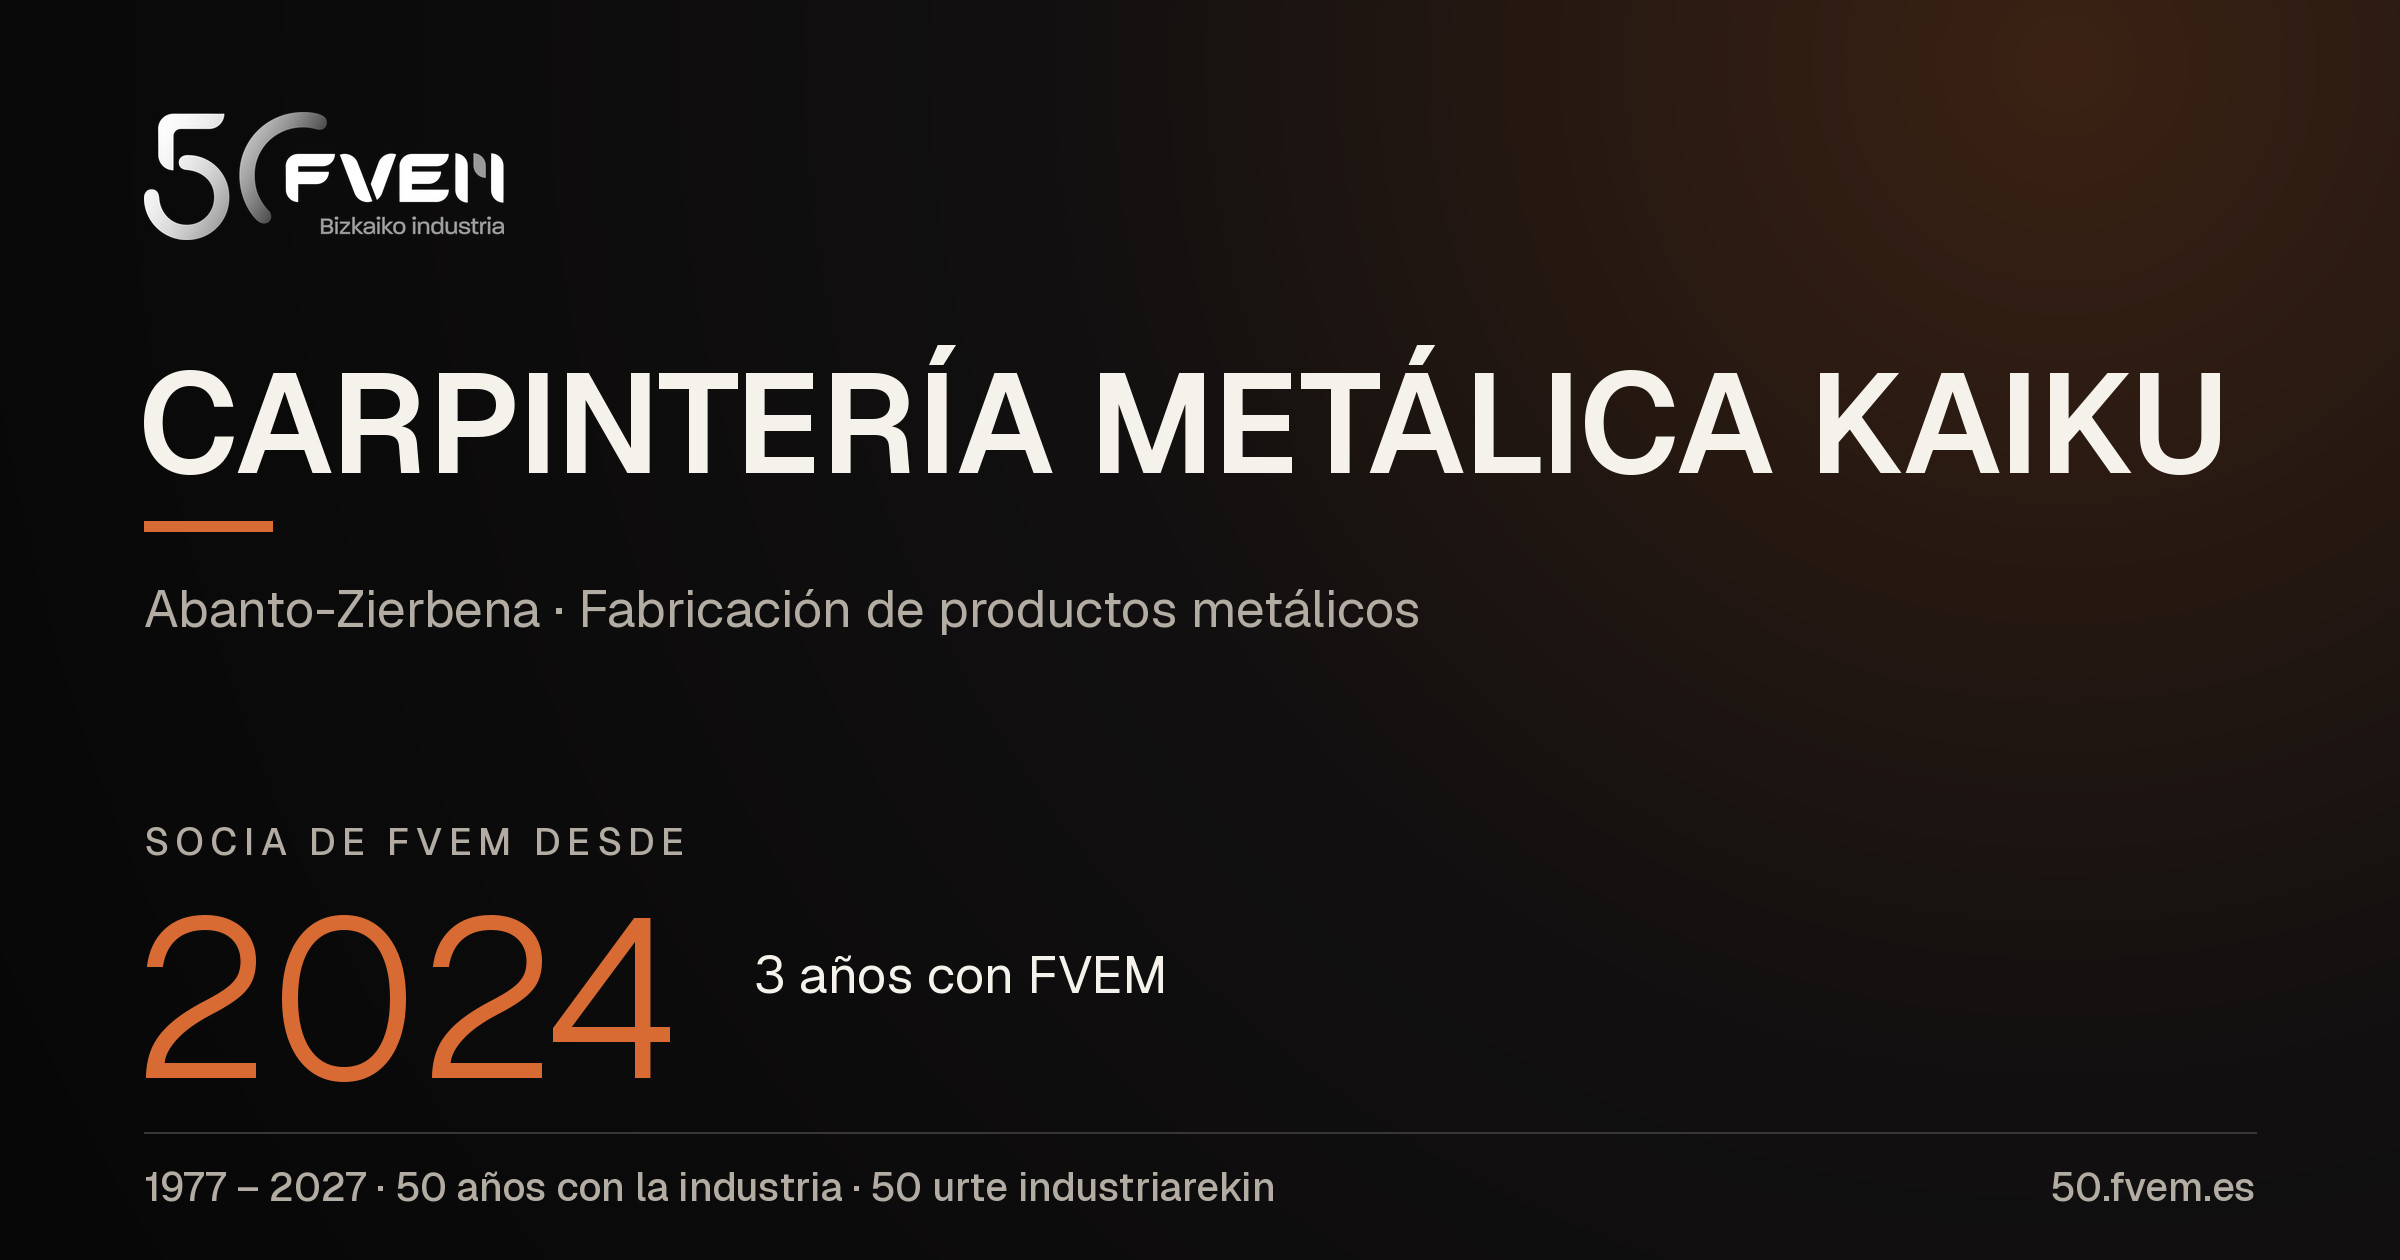 50 FVEM
Bizkaiko industria
CARPINTERÍA METÁLICA KAIKU
Abanto-Zierbena · Fabricación de productos metálicos
SOCIA DE FVEM DESDE
2024
3 años con FVEM
1977 – 2027 · 50 años con la industria · 50 urte industriarekin
50.fvem.es